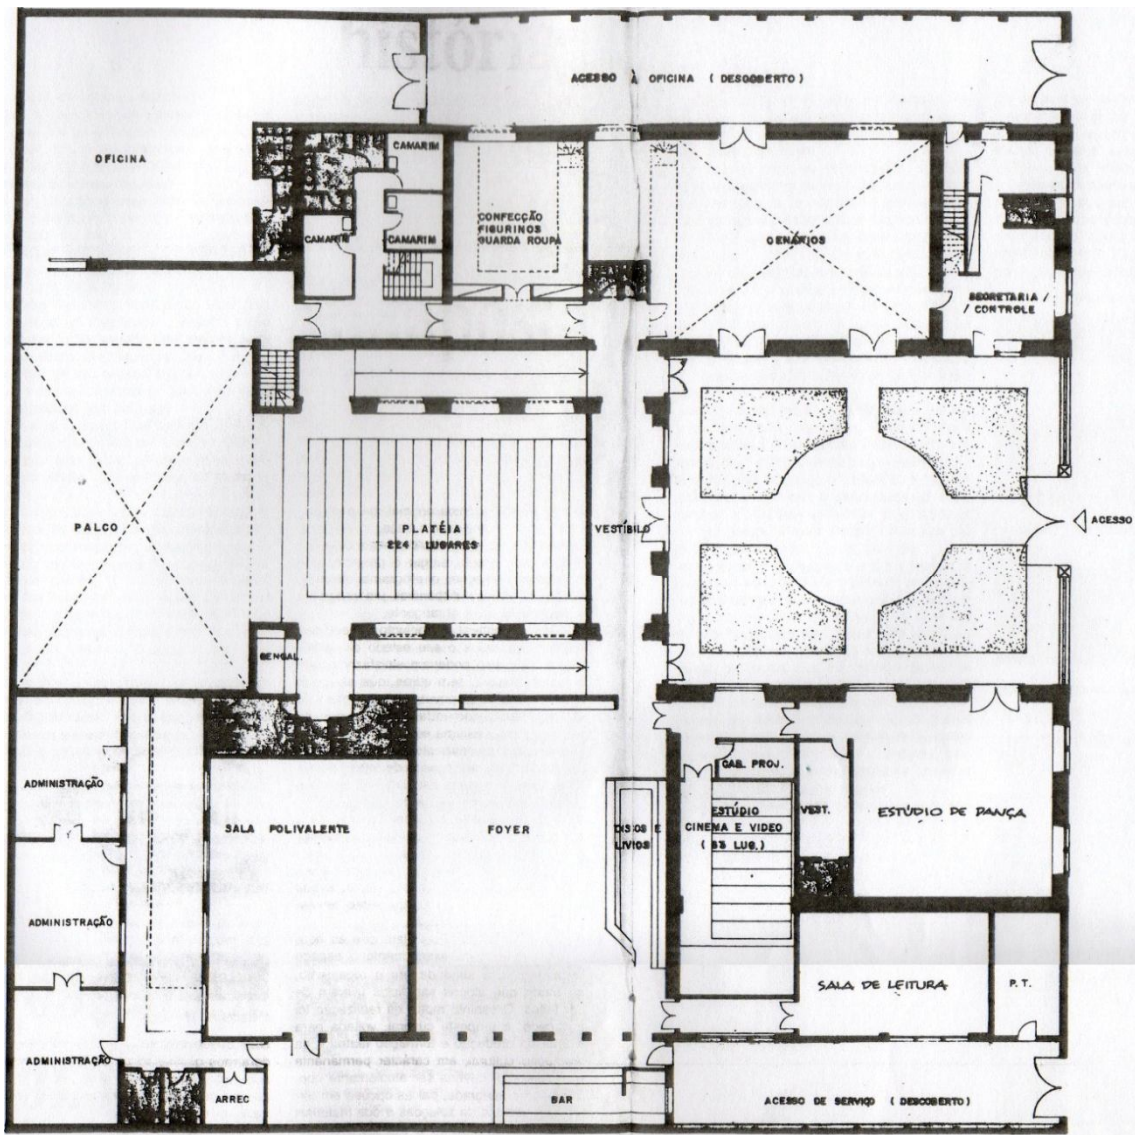 ACESSO À OFICINA ( DESCOBERTO )
OFICINA
CAMARIM
CAMARIM
CAMARIM
CONFECÇÃO
FIGURINOS
GUARDA ROUPA
CENÁRIOS
SECRETARIA /
/ CONTROLE
PALCO
PLATÉIA
224 LUGARES
VESTÍBULO
ACESSO
BENGAL.
ADMINISTRAÇÃO
SALA POLIVALENTE
FOYER
DISCOS E
LIVROS
CAB. PROJ.
ESTÚDIO
CINEMA E VIDEO
LUG.)
VEST.
ESTÚDIO DE DANÇA
ADMINISTRAÇÃO
SALA DE LEITURA
P. T.
ADMINISTRAÇÃO
ARREC
BAR
ACESSO DE SERVIÇO ( DESCOBERTO )